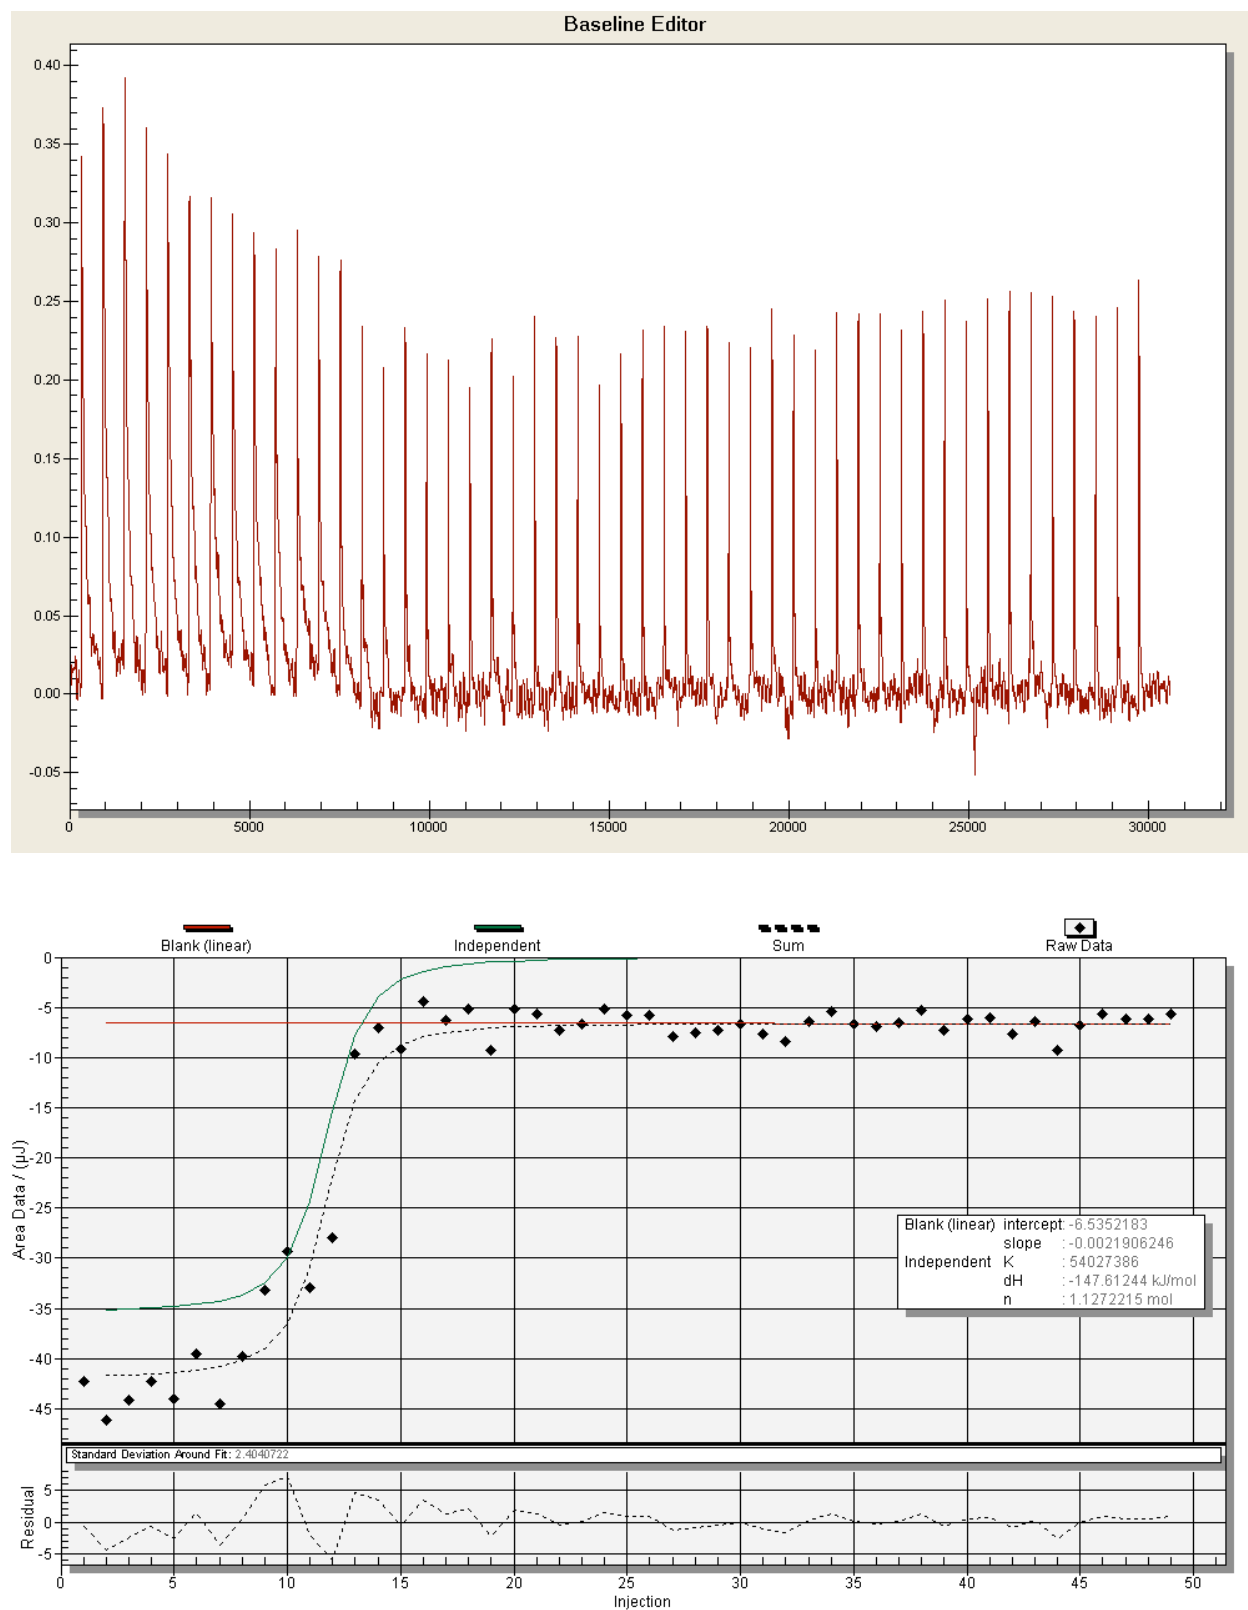 Baseline Editor
0.40
0.35
0.30
0.25
0.20
0.15
0.10
0.05
0.00
-0.05
0 5000 10000 15000 20000 25000 30000
Blank (linear) Independent Sum Raw Data
0
-5
-10
-15
-20
-25
-30
-35
-40
-45
Area Data / (µJ)
Blank (linear) intercept: -6.5352183
slope : -0.0021906246
Independent K : 54027386
dH : -147.61244 kJ/mol
n : 1.1272215 mol
Standard Deviation Around Fit: 2.4040722
5
0
-5
Residual
0 5 10 15 20 25 30 35 40 45 50
Injection